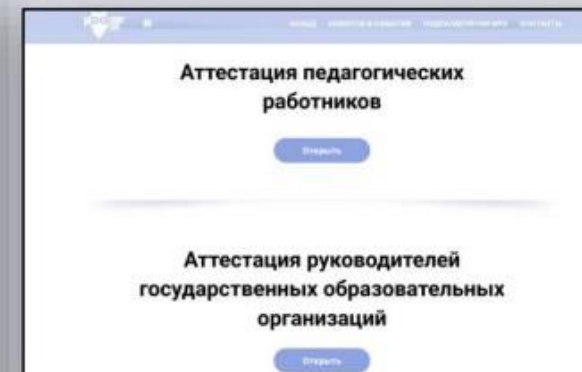 Аттестация педагогических
работников
Открыть
Аттестация руководителей
государственных образовательных
организаций
Открыть